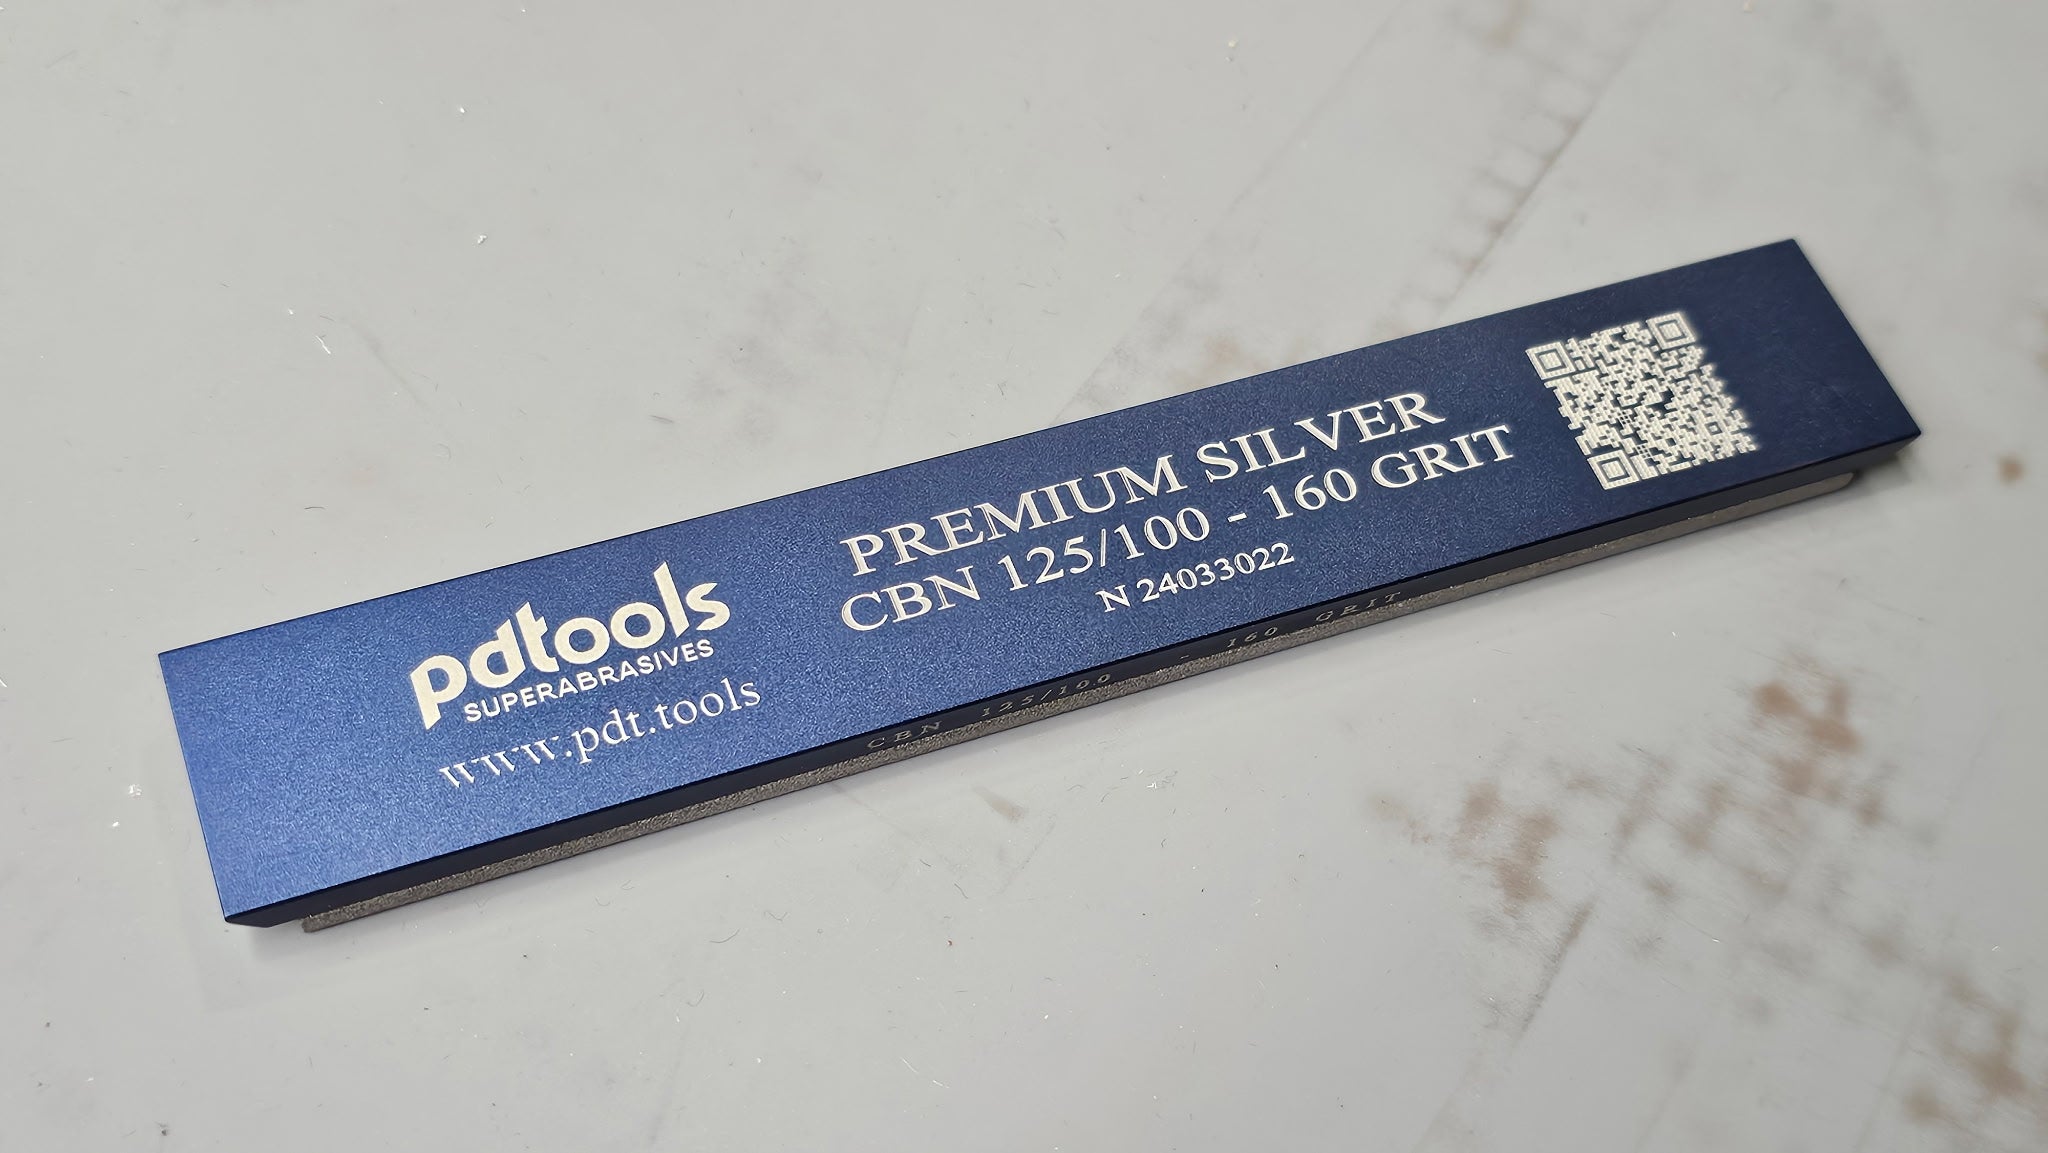 pdtools
SUPERABRASIVES
www.pdt.tools
PREMIUM SILVER
CBN 125/100 - 160 GRIT
N 24033022
CBN 125/100 - 160 GRIT